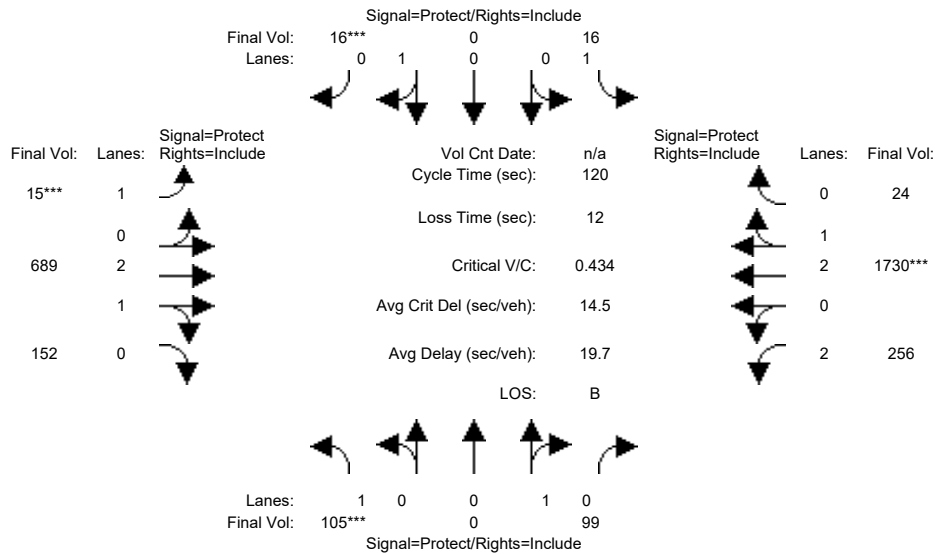 Signal=Protect/Rights=Include
Final Vol: 16*** 0 16
Lanes: 0 1 0 0 1
Signal=Protect
Final Vol: Lanes: Rights=Include
Vol Cnt Date: n/a
Signal=Protect
Rights=Include Lanes: Final Vol:
Cycle Time (sec): 120
15*** 1
0 24
Loss Time (sec): 12
0
1
689 2
Critical V/C: 0.434
2 1730***
1
Avg Crit Del (sec/veh): 14.5
0
152 0
Avg Delay (sec/veh): 19.7
2 256
LOS: B
Lanes: 1 0 0 1 0
Final Vol: 105*** 0 99
Signal=Protect/Rights=Include